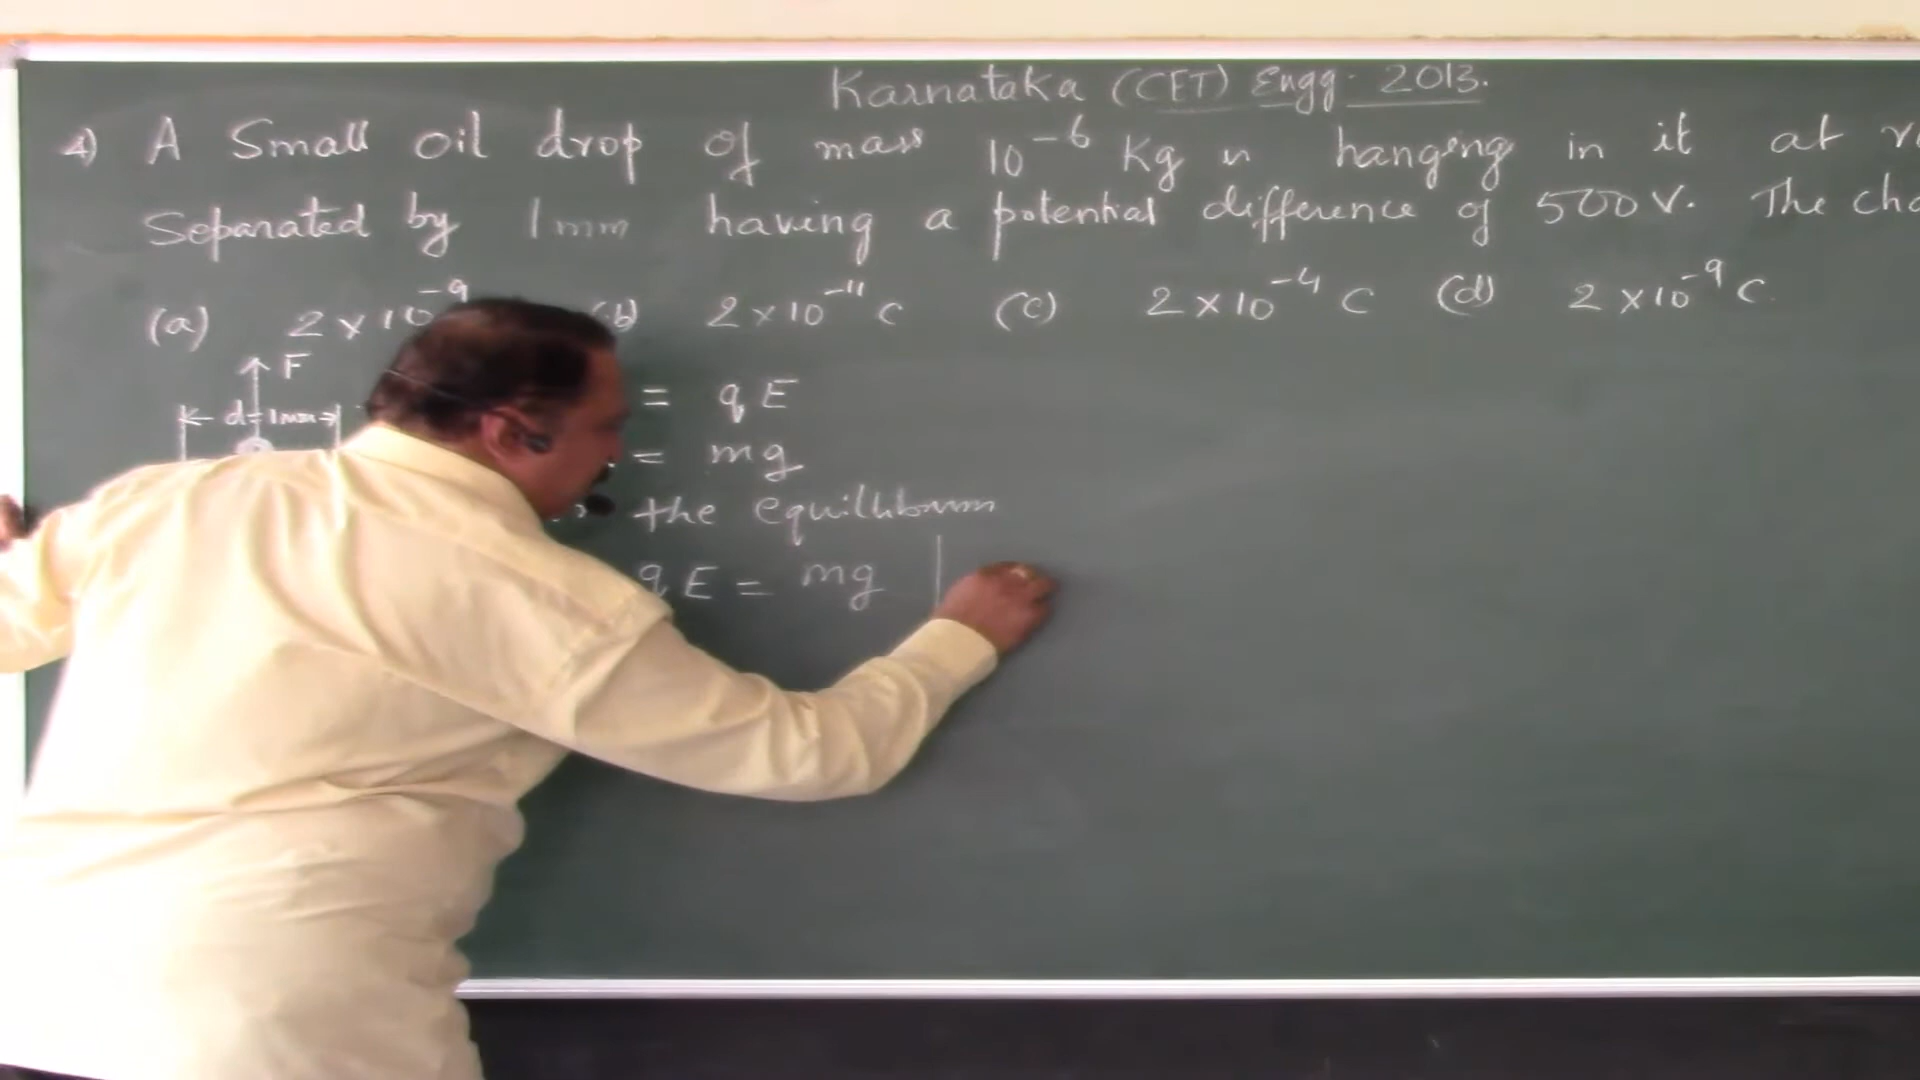 Karnataka (CET) Engg. 2013.
4) A Small oil drop of mass 10⁻⁶ Kg is hanging in it at
Separated by 1mm having a potential difference of 500 V. The
(a) 2 x 10⁻⁹ (b) 2 x 10⁻¹¹ C (c) 2 x 10⁻⁴ C (d) 2 x 10⁻⁹ C.
F
d=1mm
= qE
= mg
the equilibrium
qE = mg